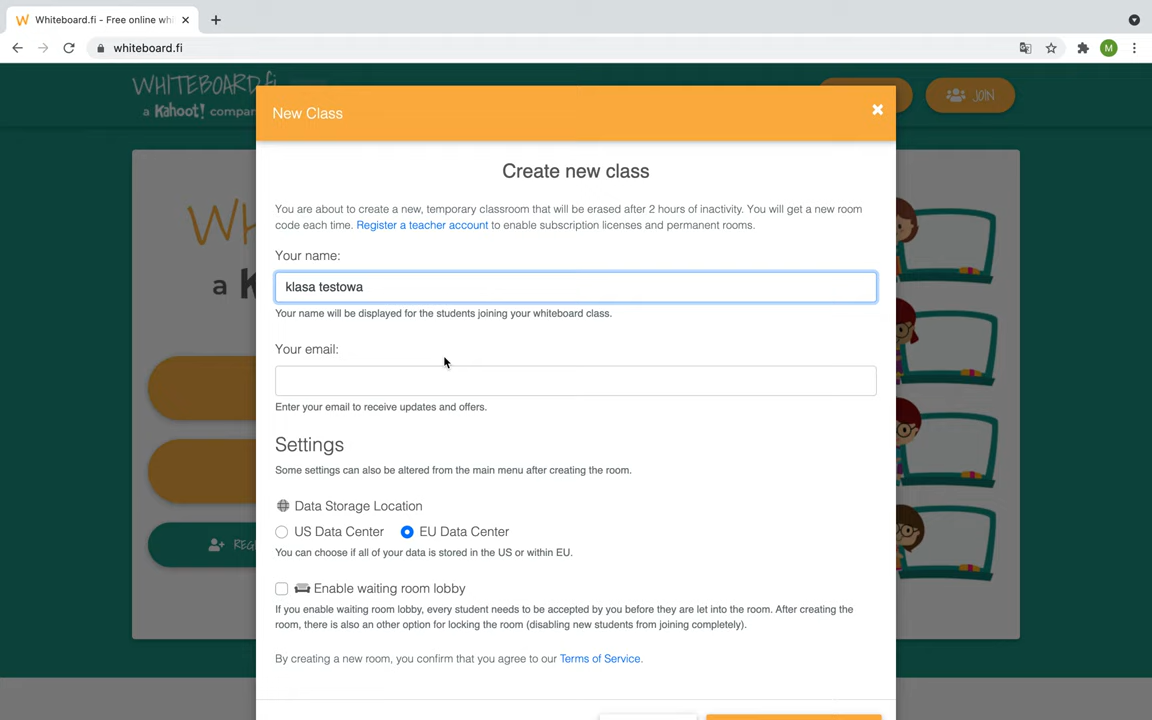 Whiteboard.fi - Free online whi
whiteboard.fi
M
WHITEBOARD.fi
a Kahoot! compan
JOIN
New Class
Create new class
You are about to create a new, temporary classroom that will be erased after 2 hours of inactivity. You will get a new room
code each time. Register a teacher account to enable subscription licenses and permanent rooms.
Your name:
klasa testowa
Your name will be displayed for the students joining your whiteboard class.
a K
Your email:
Enter your email to receive updates and offers.
Settings
Some settings can also be altered from the main menu after creating the room.
Data Storage Location
US Data Center EU Data Center
You can choose if all of your data is stored in the US or within EU.
REG
Enable waiting room lobby
If you enable waiting room lobby, every student needs to be accepted by you before they are let into the room. After creating the
room, there is also an other option for locking the room (disabling new students from joining completely).
By creating a new room, you confirm that you agree to our Terms of Service.